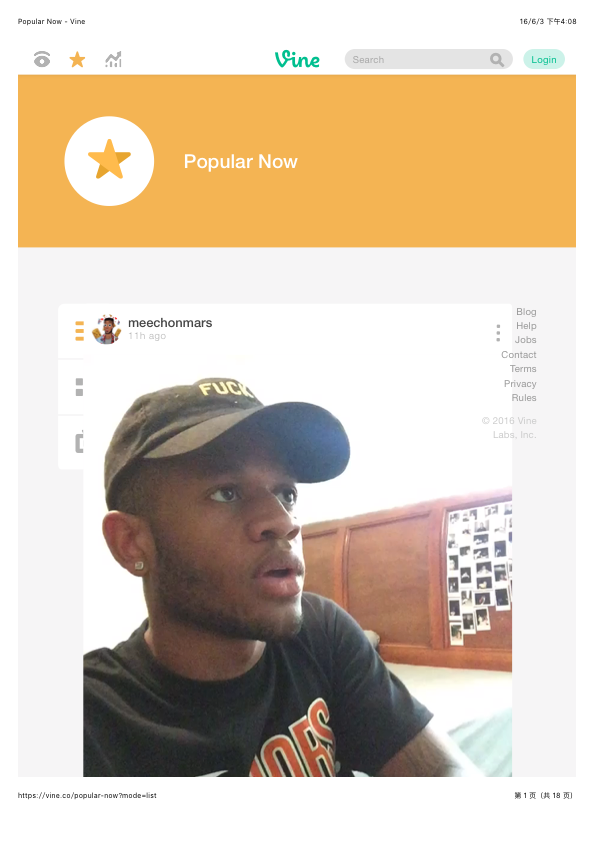 Popular Now - Vine
16/6/3 下午4:08
Vine
Search
Login
Popular Now
meechonmars
11h ago
Blog
Help
Jobs
Contact
Terms
Privacy
Rules
© 2016 Vine
Labs, Inc.
FUCK
https://vine.co/popular-now?mode=list
第 1 页 (共 18 页)